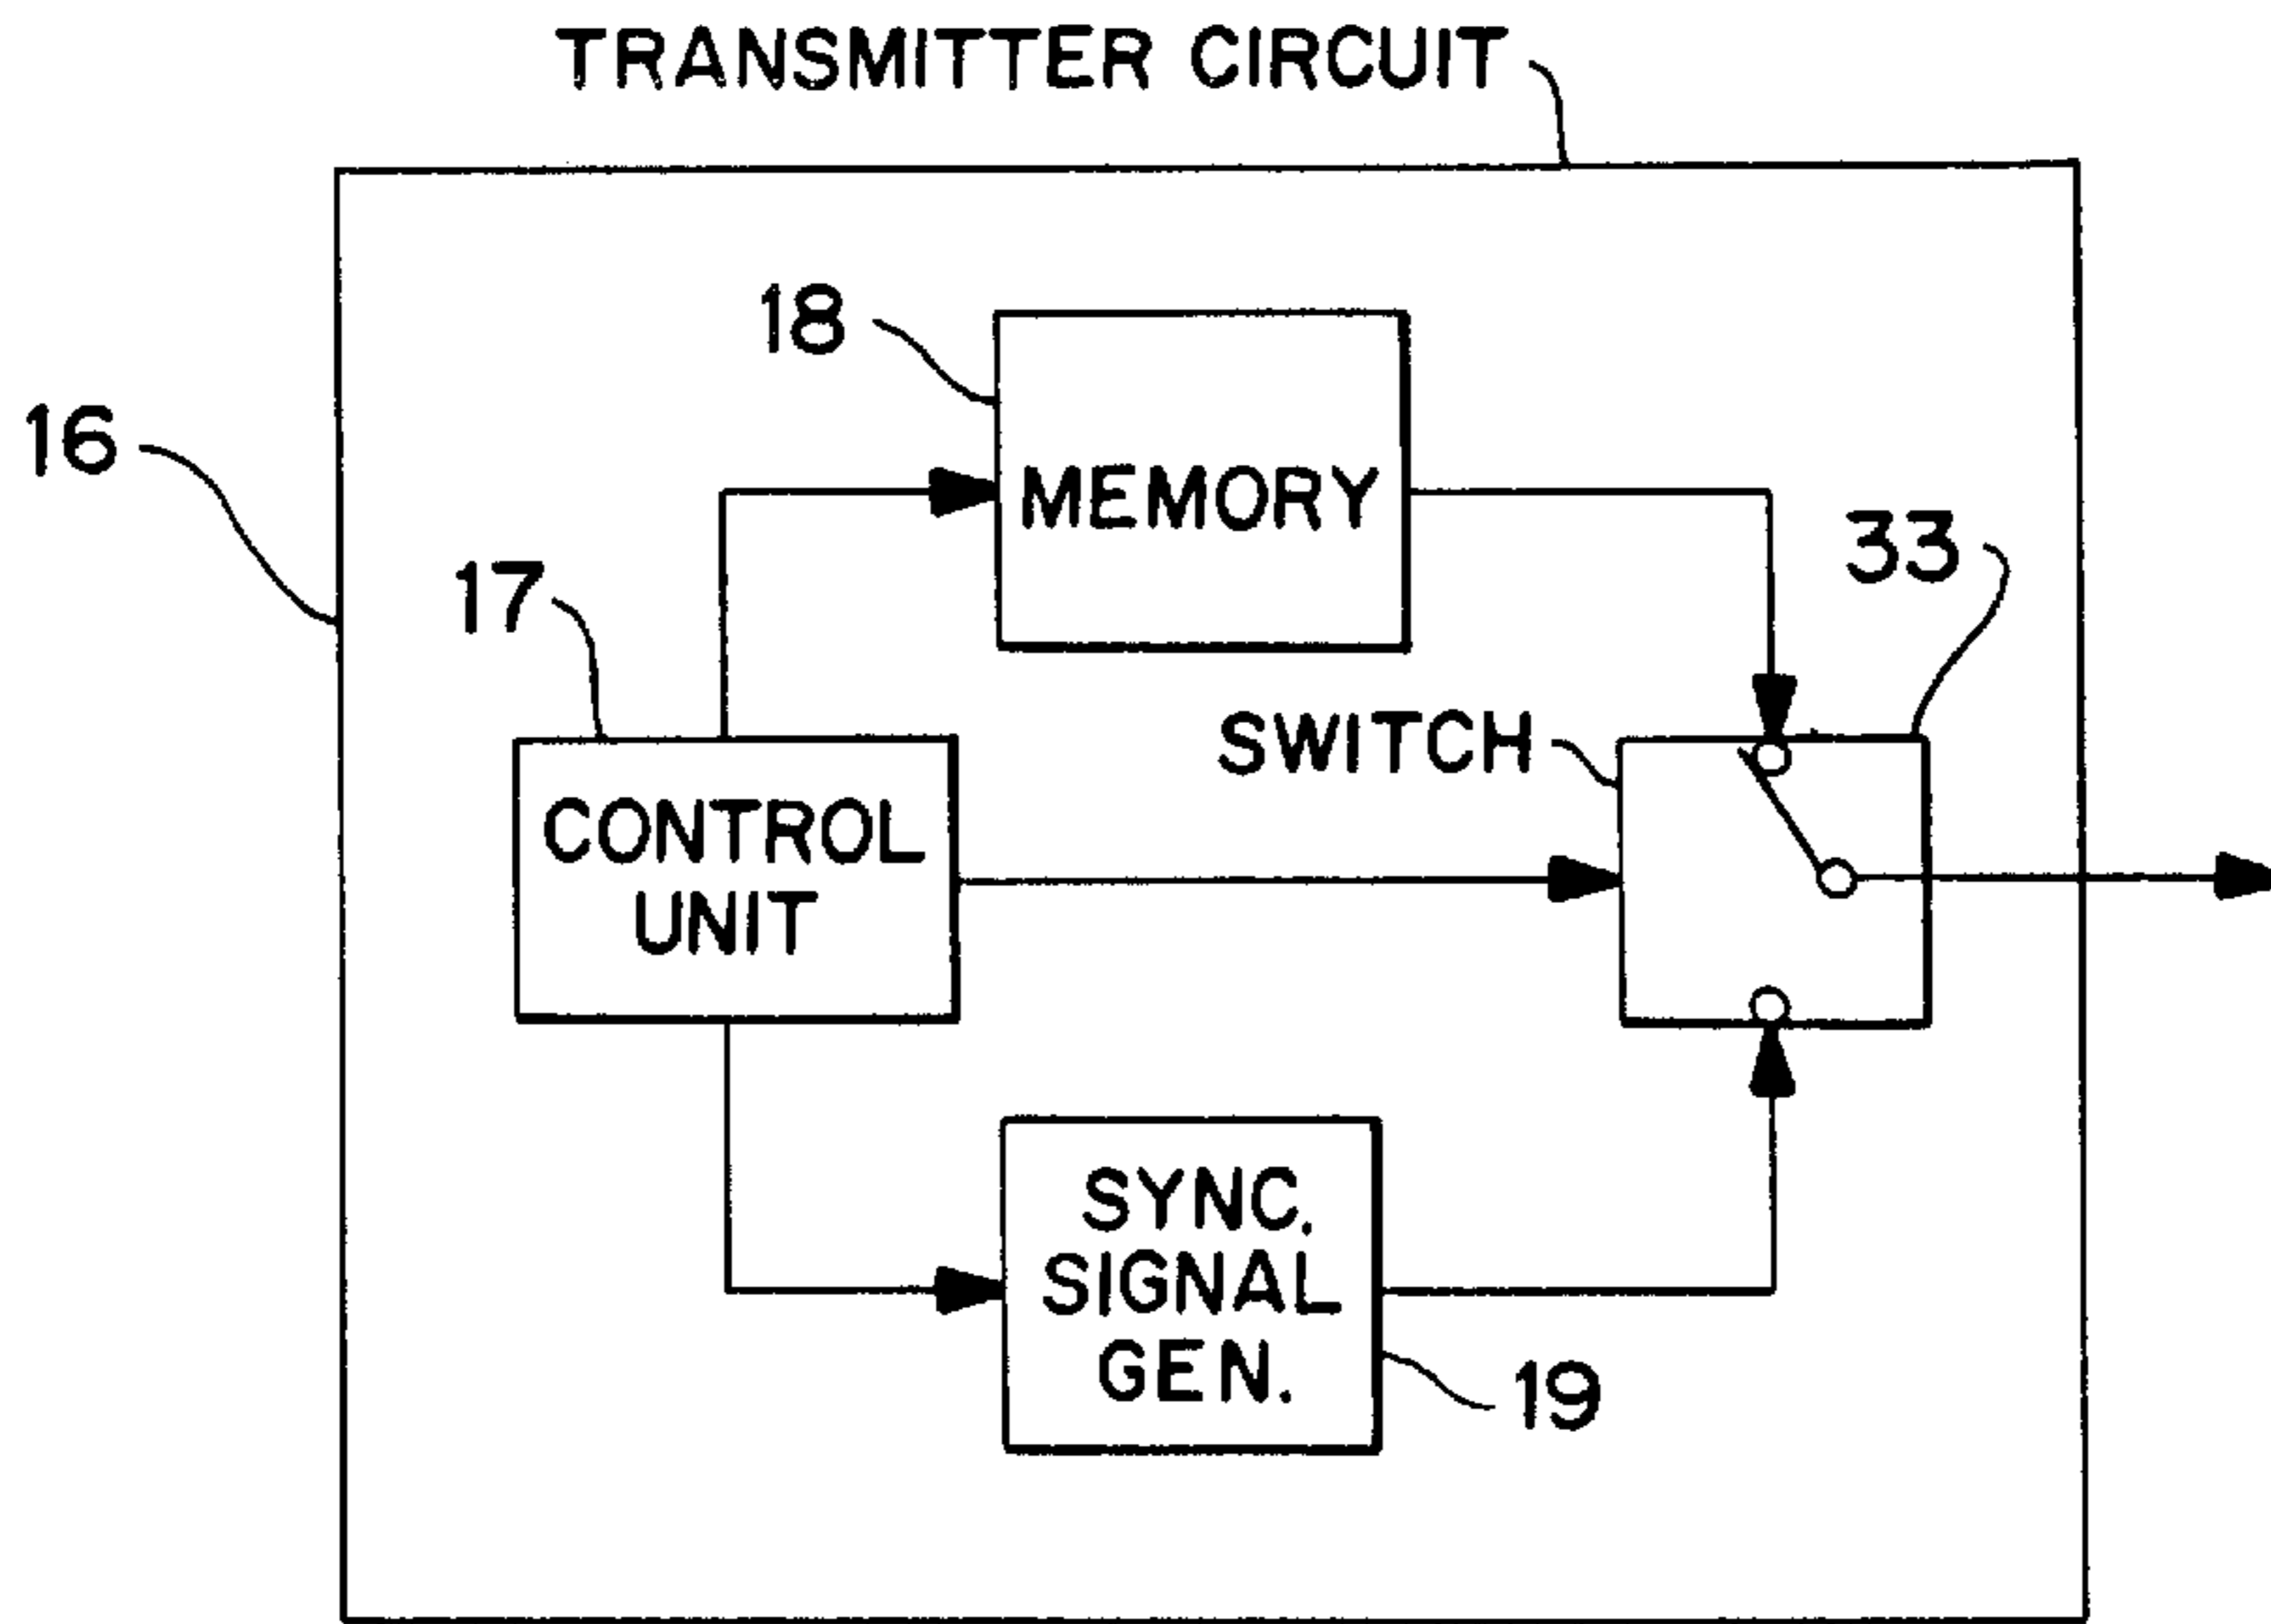 TRANSMITTER CIRCUIT
18
16
MEMORY
33
17
SWITCH
CONTROL
UNIT
SYNC.
SIGNAL
GEN.
19